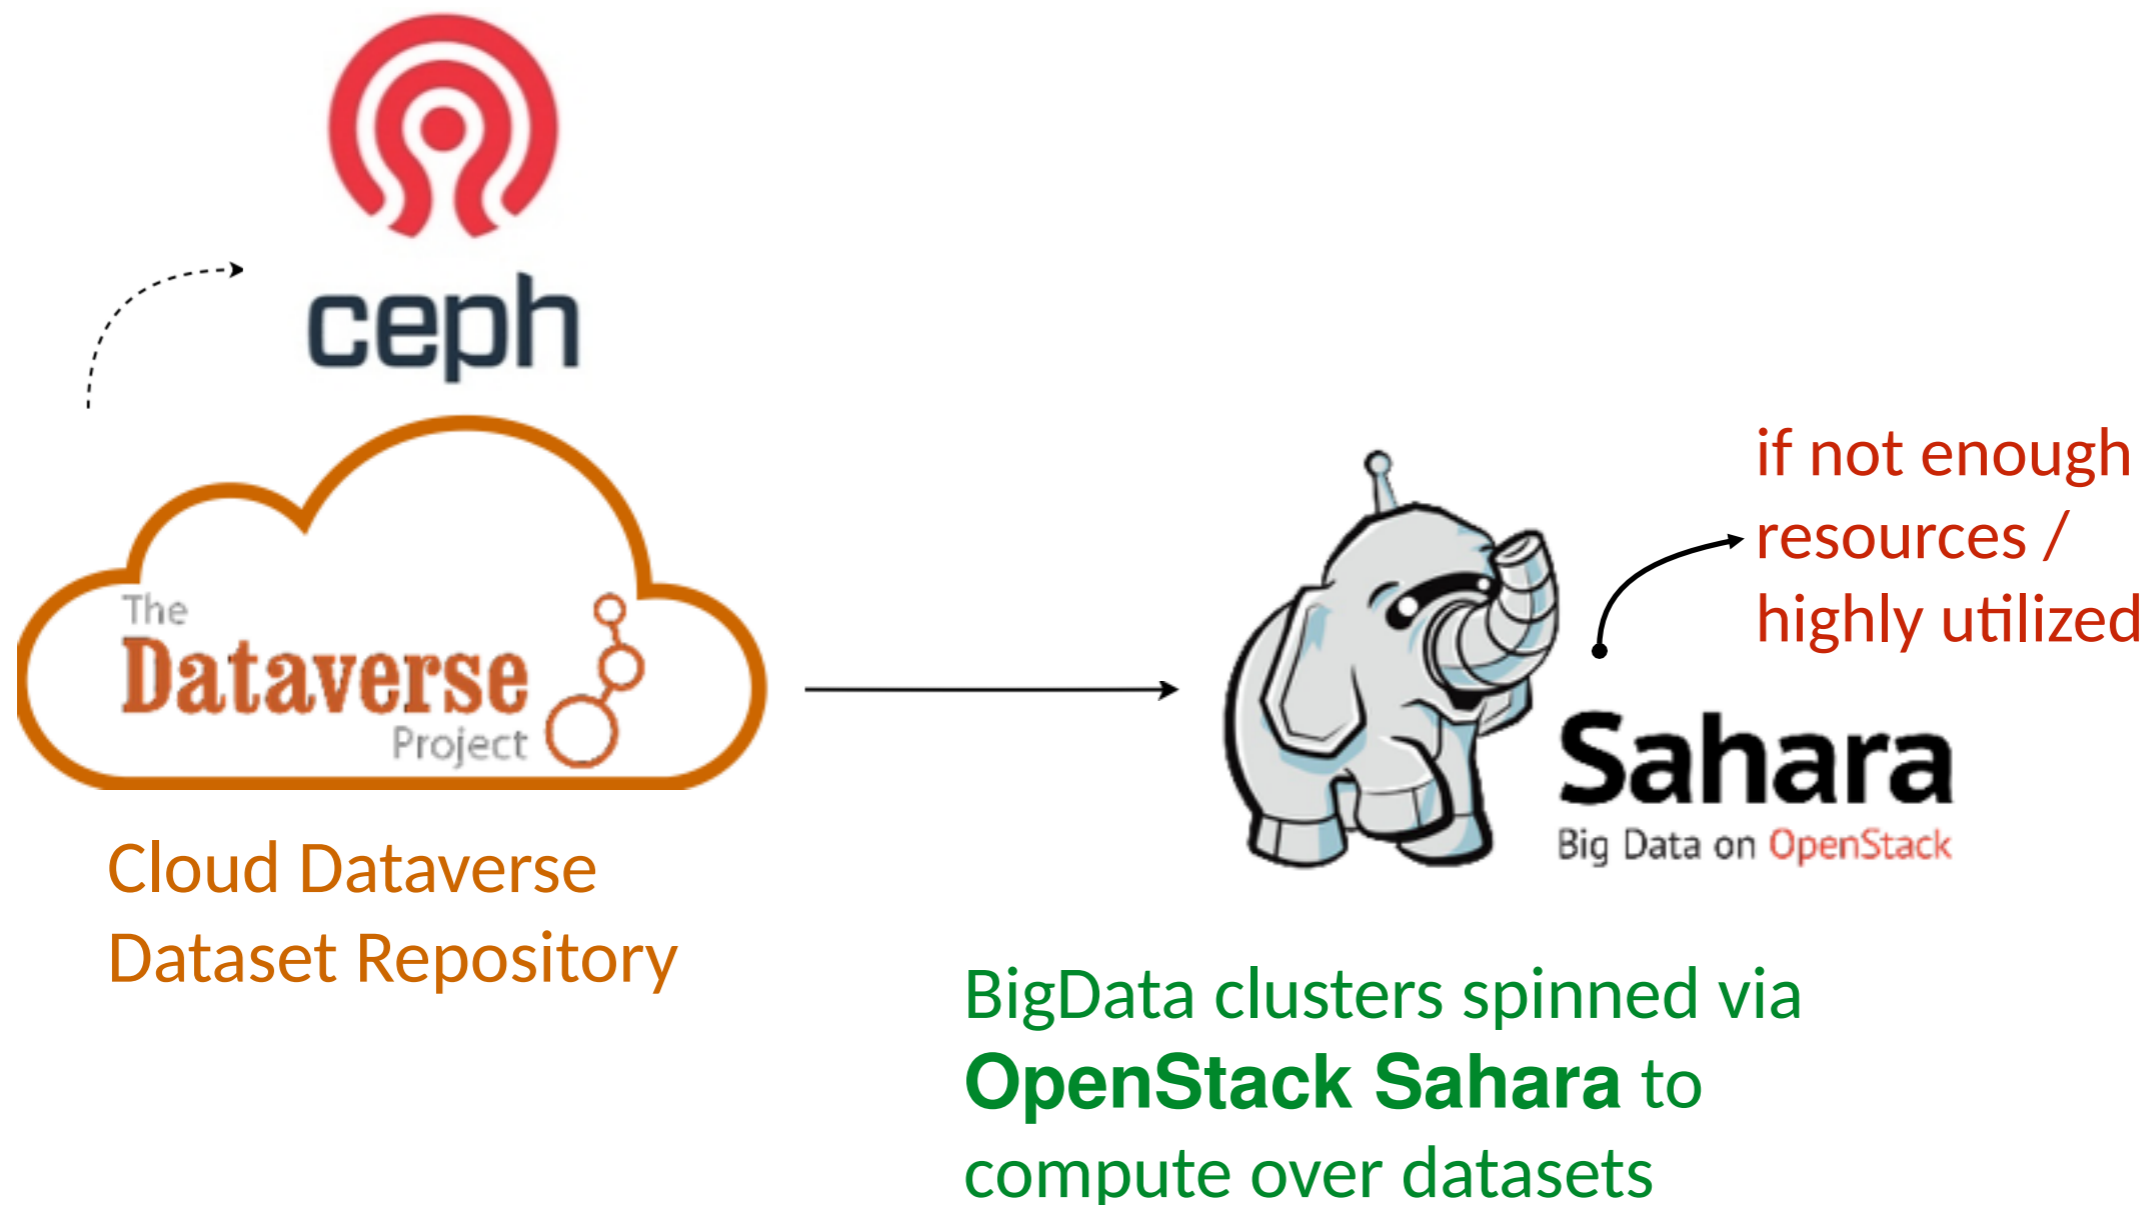 ceph
The
Dataverse
Project
Cloud Dataverse
Dataset Repository
if not enough
resources /
highly utilized
Sahara
Big Data on OpenStack
BigData clusters spinned via
OpenStack Sahara to
compute over datasets